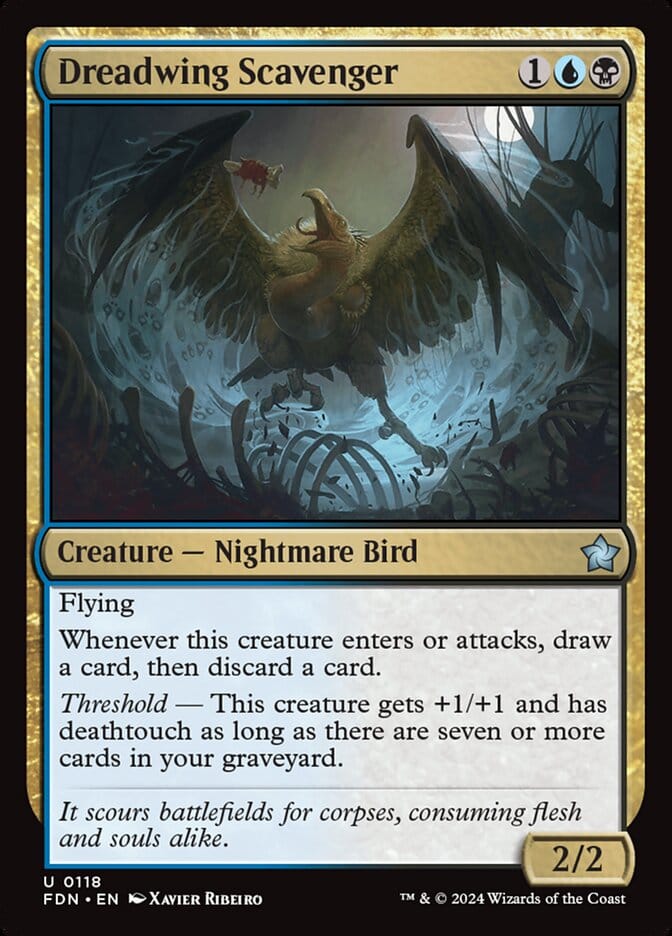 Dreadwing Scavenger 1
Creature — Nightmare Bird
Flying
Whenever this creature enters or attacks, draw
a card, then discard a card.
Threshold — This creature gets +1/+1 and has
deathtouch as long as there are seven or more
cards in your graveyard.
It scours battlefields for corpses, consuming flesh
and souls alike.
2/2
U 0118
FDN • EN Xavier Ribeiro
™ & © 2024 Wizards of the Coast